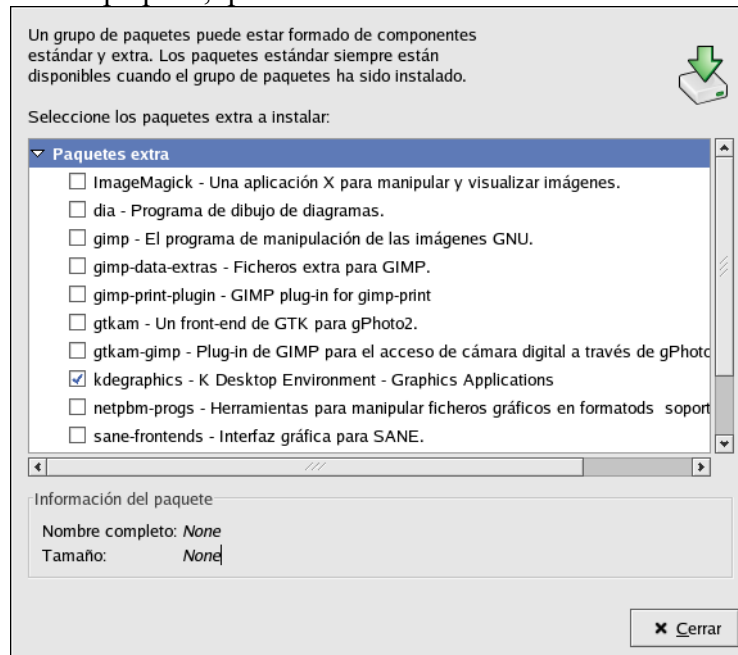 Un grupo de paquetes puede estar formado de componentes
estándar y extra. Los paquetes estándar siempre están
disponibles cuando el grupo de paquetes ha sido instalado.
Seleccione los paquetes extra a instalar:
Paquetes extra
ImageMagick - Una aplicación X para manipular y visualizar imágenes.
dia - Programa de dibujo de diagramas.
gimp - El programa de manipulación de las imágenes GNU.
gimp-data-extras - Ficheros extra para GIMP.
gimp-print-plugin - GIMP plug-in for gimp-print
gtkam - Un front-end de GTK para gPhoto2.
gtkam-gimp - Plug-in de GIMP para el acceso de cámara digital a través de gPhoto
kdegraphics - K Desktop Environment - Graphics Applications
netpbm-progs - Herramientas para manipular ficheros gráficos en formatods soport
sane-frontends - Interfaz gráfica para SANE.
Información del paquete
Nombre completo: None
Tamaño: None
Cerrar